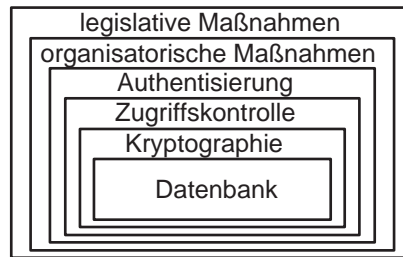 legislative Maßnahmen
organisatorische Maßnahmen
Authentisierung
Zugriffskontrolle
Kryptographie
Datenbank